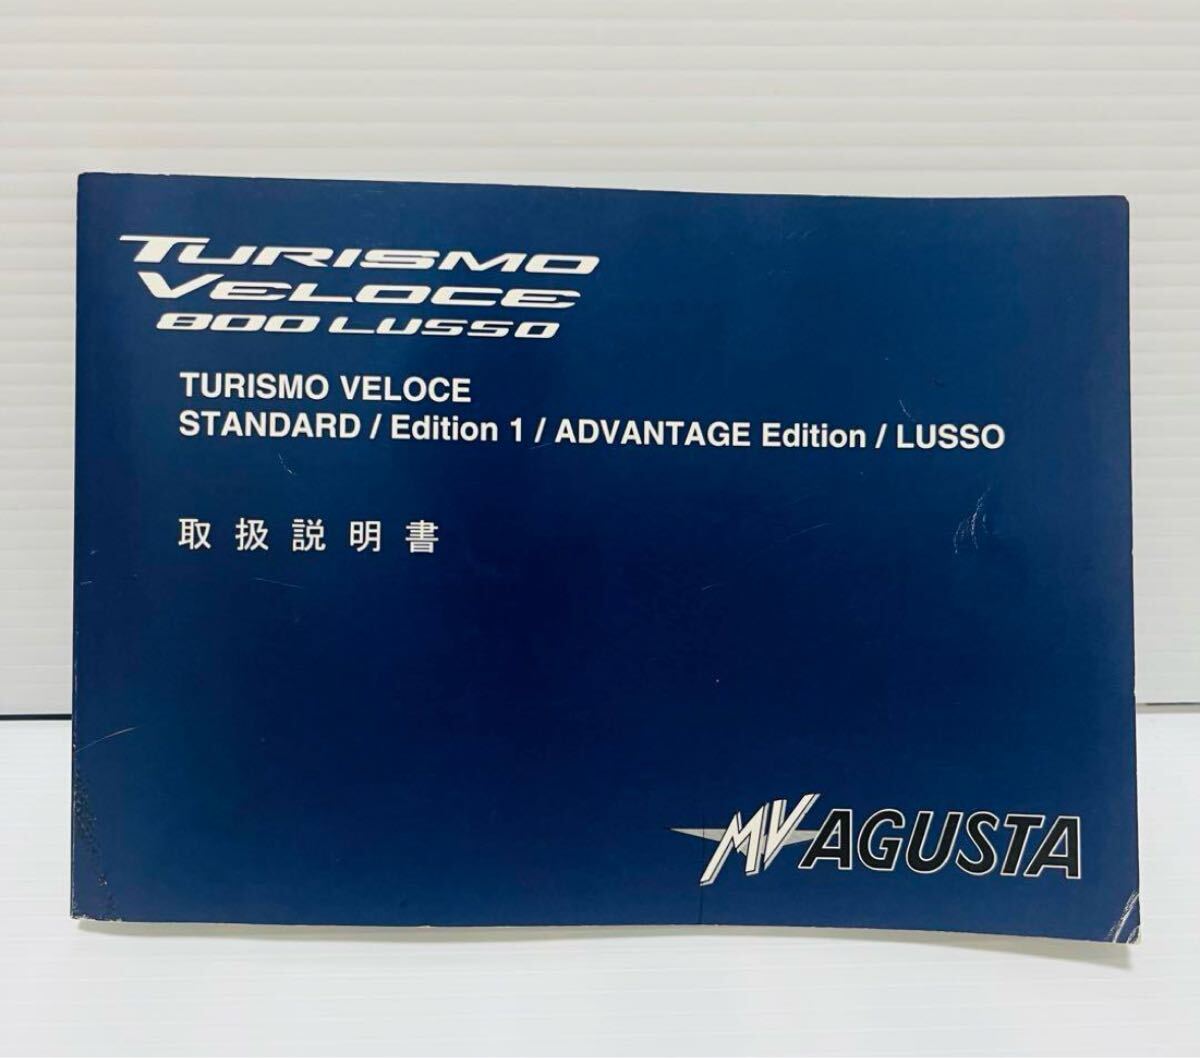 TURISMO
VELOCE
800 LUSSO
TURISMO VELOCE
STANDARD / Edition 1 / ADVANTAGE Edition / LUSSO
取扱説明書
MV AGUSTA